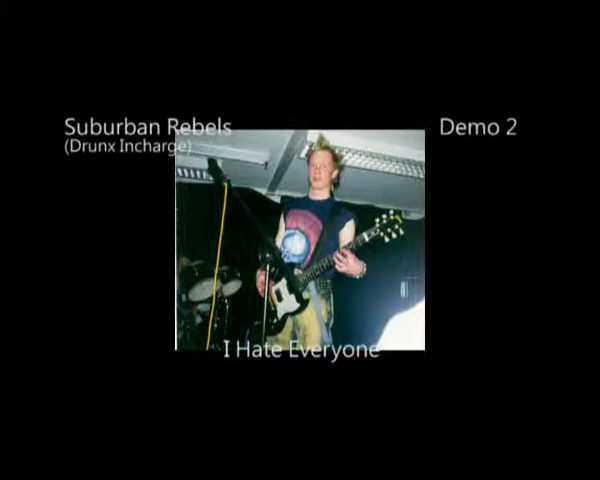 Suburban Rebels
(Drunx Incharge)
Demo 2
I Hate Everyone